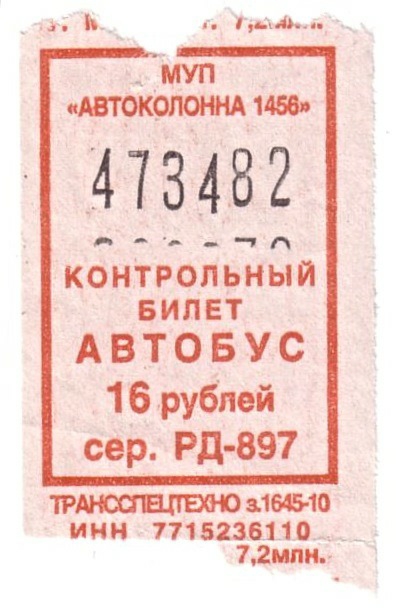 МУП
«АВТОКОЛОННА 1456»
473482
КОНТРОЛЬНЫЙ
БИЛЕТ
АВТОБУС
16 рублей
сер. РД-897
ТРАНССПЕЦТЕХНО з.1645-10
ИНН 7715236110
7,2млн.